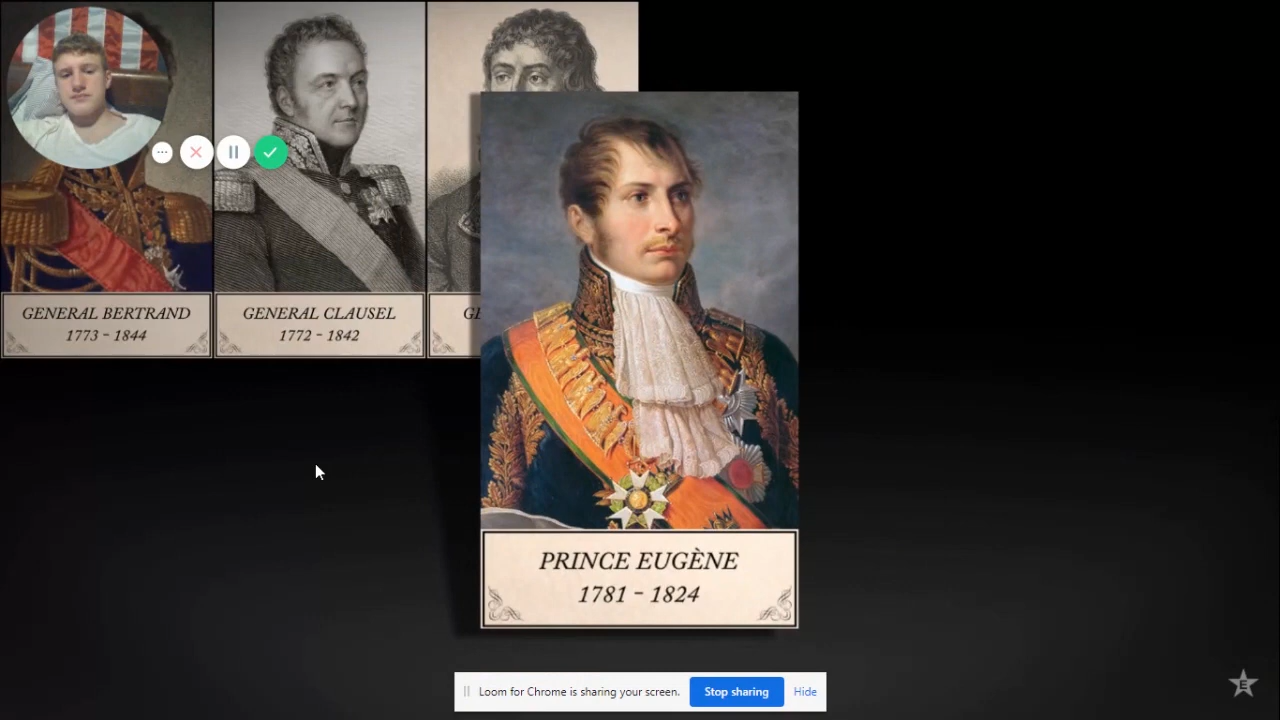 GENERAL BERTRAND
1773 – 1844
GENERAL CLAUSEL
1772 – 1842
GE
PRINCE EUGÈNE
1781 – 1824
Loom for Chrome is sharing your screen.
Stop sharing
Hide
E